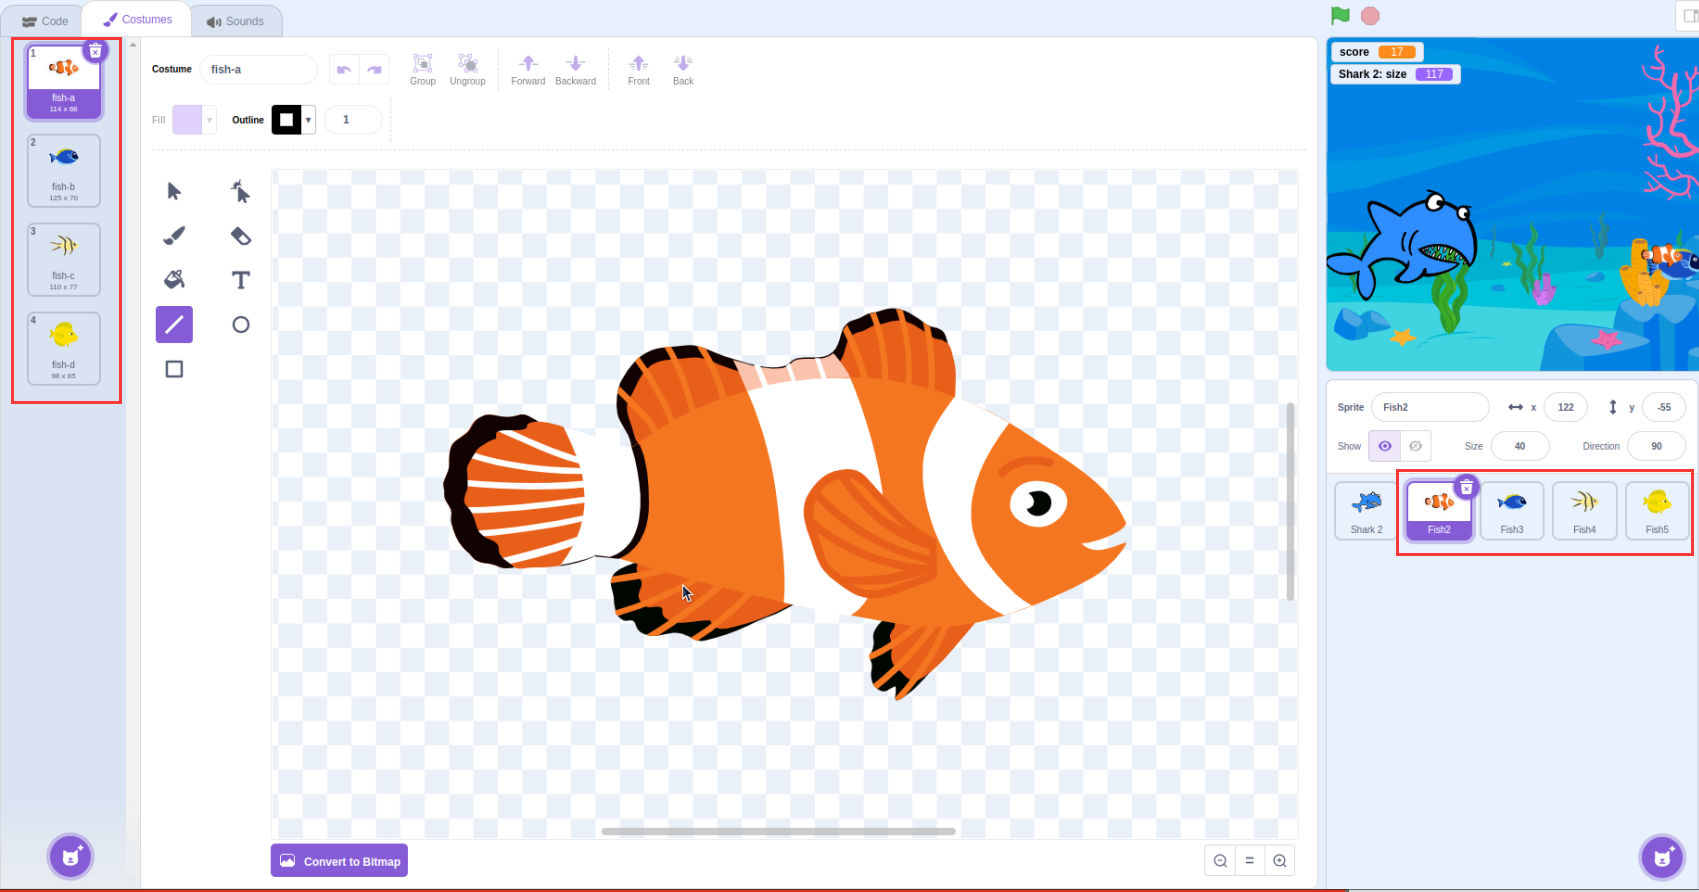 Code
Costumes
Sounds
1
fish-a
114 x 66
2
fish-b
125 x 70
3
fish-c
110 x 77
4
fish-d
98 x 85
Costume
fish-a
Group
Ungroup
Forward
Backward
Front
Back
Fill
Outline
1
T
Convert to Bitmap
score 17
Shark 2: size 117
Sprite Fish2 x 122 y -55
Show Size 40 Direction 90
Shark 2
Fish2
Fish3
Fish4
Fish5